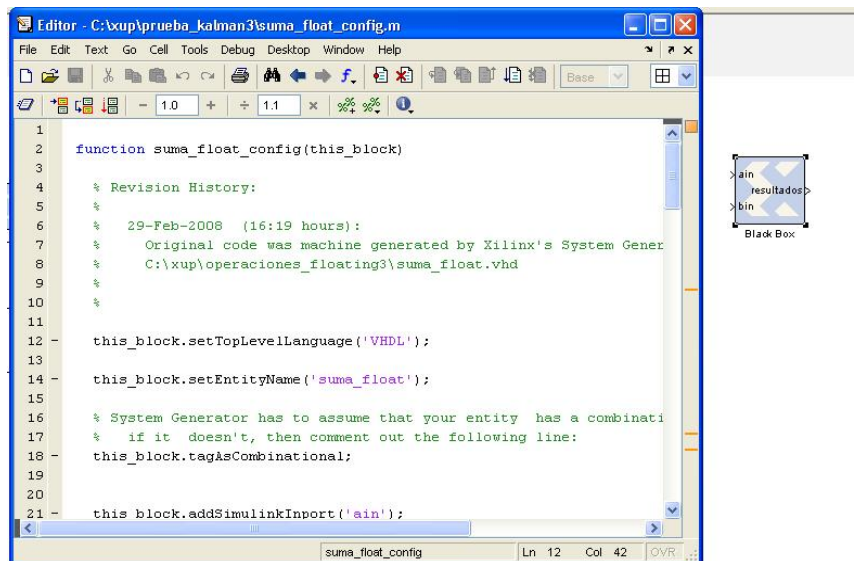 Editor - C:\xup\prueba_kalman3\suma_float_config.m
File Edit Text Go Cell Tools Debug Desktop Window Help
Base
- 1.0 + ÷ 1.1 ×
1
2 function suma_float_config(this_block)
3
4 % Revision History:
5 %
6 % 29-Feb-2008 (16:19 hours):
7 % Original code was machine generated by Xilinx's System Gener
8 % C:\xup\operaciones_floating3\suma_float.vhd
9 %
10 %
11
12 - this_block.setTopLevelLanguage('VHDL');
13
14 - this_block.setEntityName('suma_float');
15
16 % System Generator has to assume that your entity has a combinati
17 % if it doesn't, then comment out the following line:
18 - this_block.tagAsCombinational;
19
20
21 - this_block.addSimulinkInport('ain');
suma_float_config Ln 12 Col 42 OVR
ain
resultados
bin
Black Box